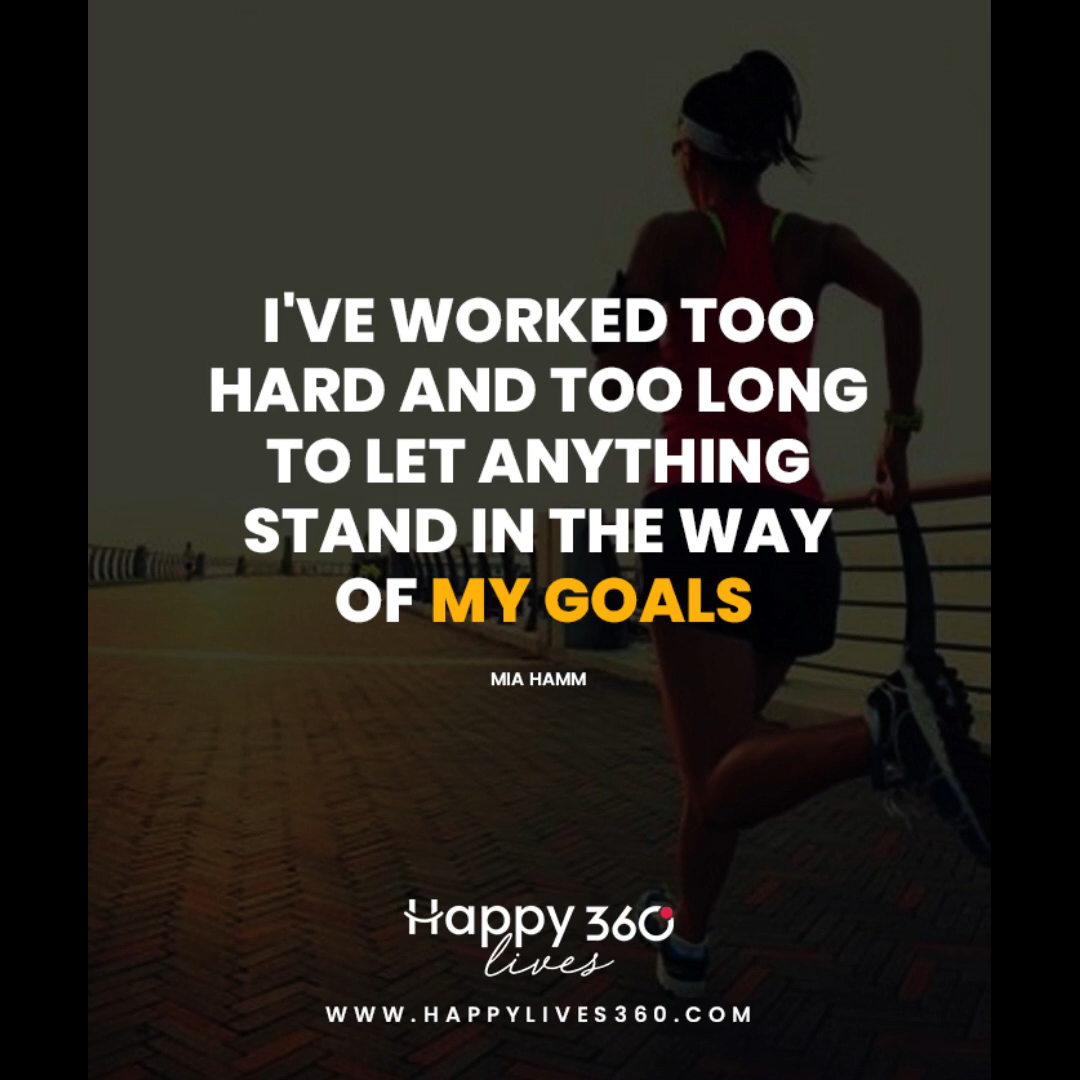 I'VE WORKED TOO
HARD AND TOO LONG
TO LET ANYTHING
STAND IN THE WAY
OF MY GOALS
MIA HAMM
Happy 360
lives
WWW.HAPPYLIVES360.COM